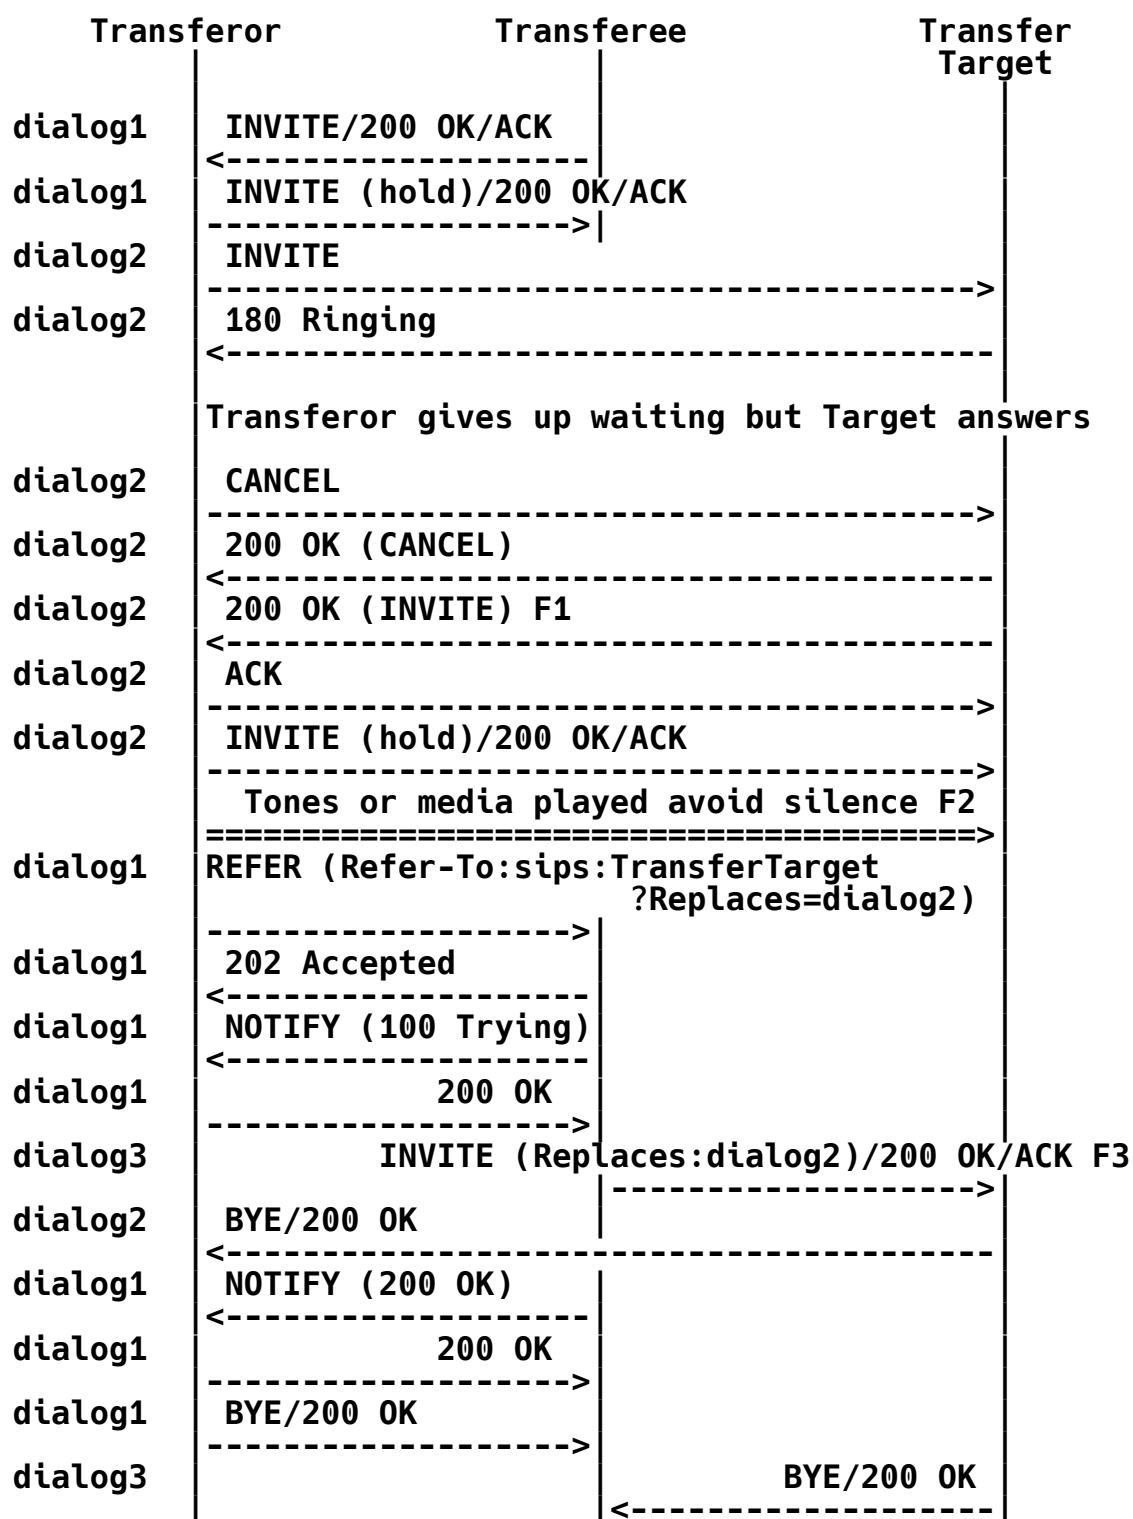 Transferor Transferee Transfer
Target
dialog1 INVITE/200 OK/ACK
dialog1 INVITE (hold)/200 OK/ACK
dialog2 INVITE
dialog2 180 Ringing
Transferor gives up waiting but Target answers
dialog2 CANCEL
dialog2 200 OK (CANCEL)
dialog2 200 OK (INVITE) F1
dialog2 ACK
dialog2 INVITE (hold)/200 OK/ACK
Tones or media played avoid silence F2
dialog1 REFER (Refer-To:sips:TransferTarget
?Replaces=dialog2)
dialog1 202 Accepted
dialog1 NOTIFY (100 Trying)
dialog1 200 OK
dialog3 INVITE (Replaces:dialog2)/200 OK/ACK F3
dialog2 BYE/200 OK
dialog1 NOTIFY (200 OK)
dialog1 200 OK
dialog1 BYE/200 OK
dialog3 BYE/200 OK